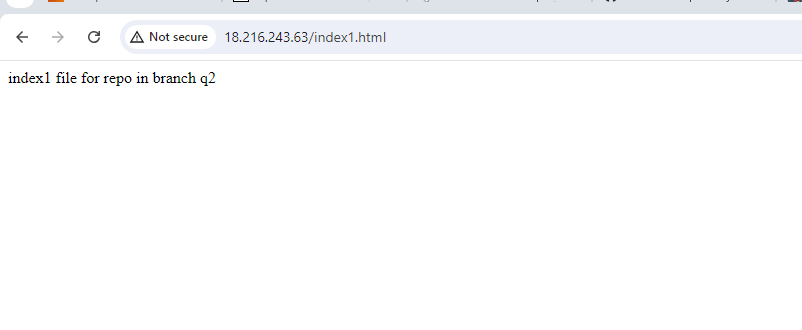 Not secure 18.216.243.63/index1.html
index1 file for repo in branch q2